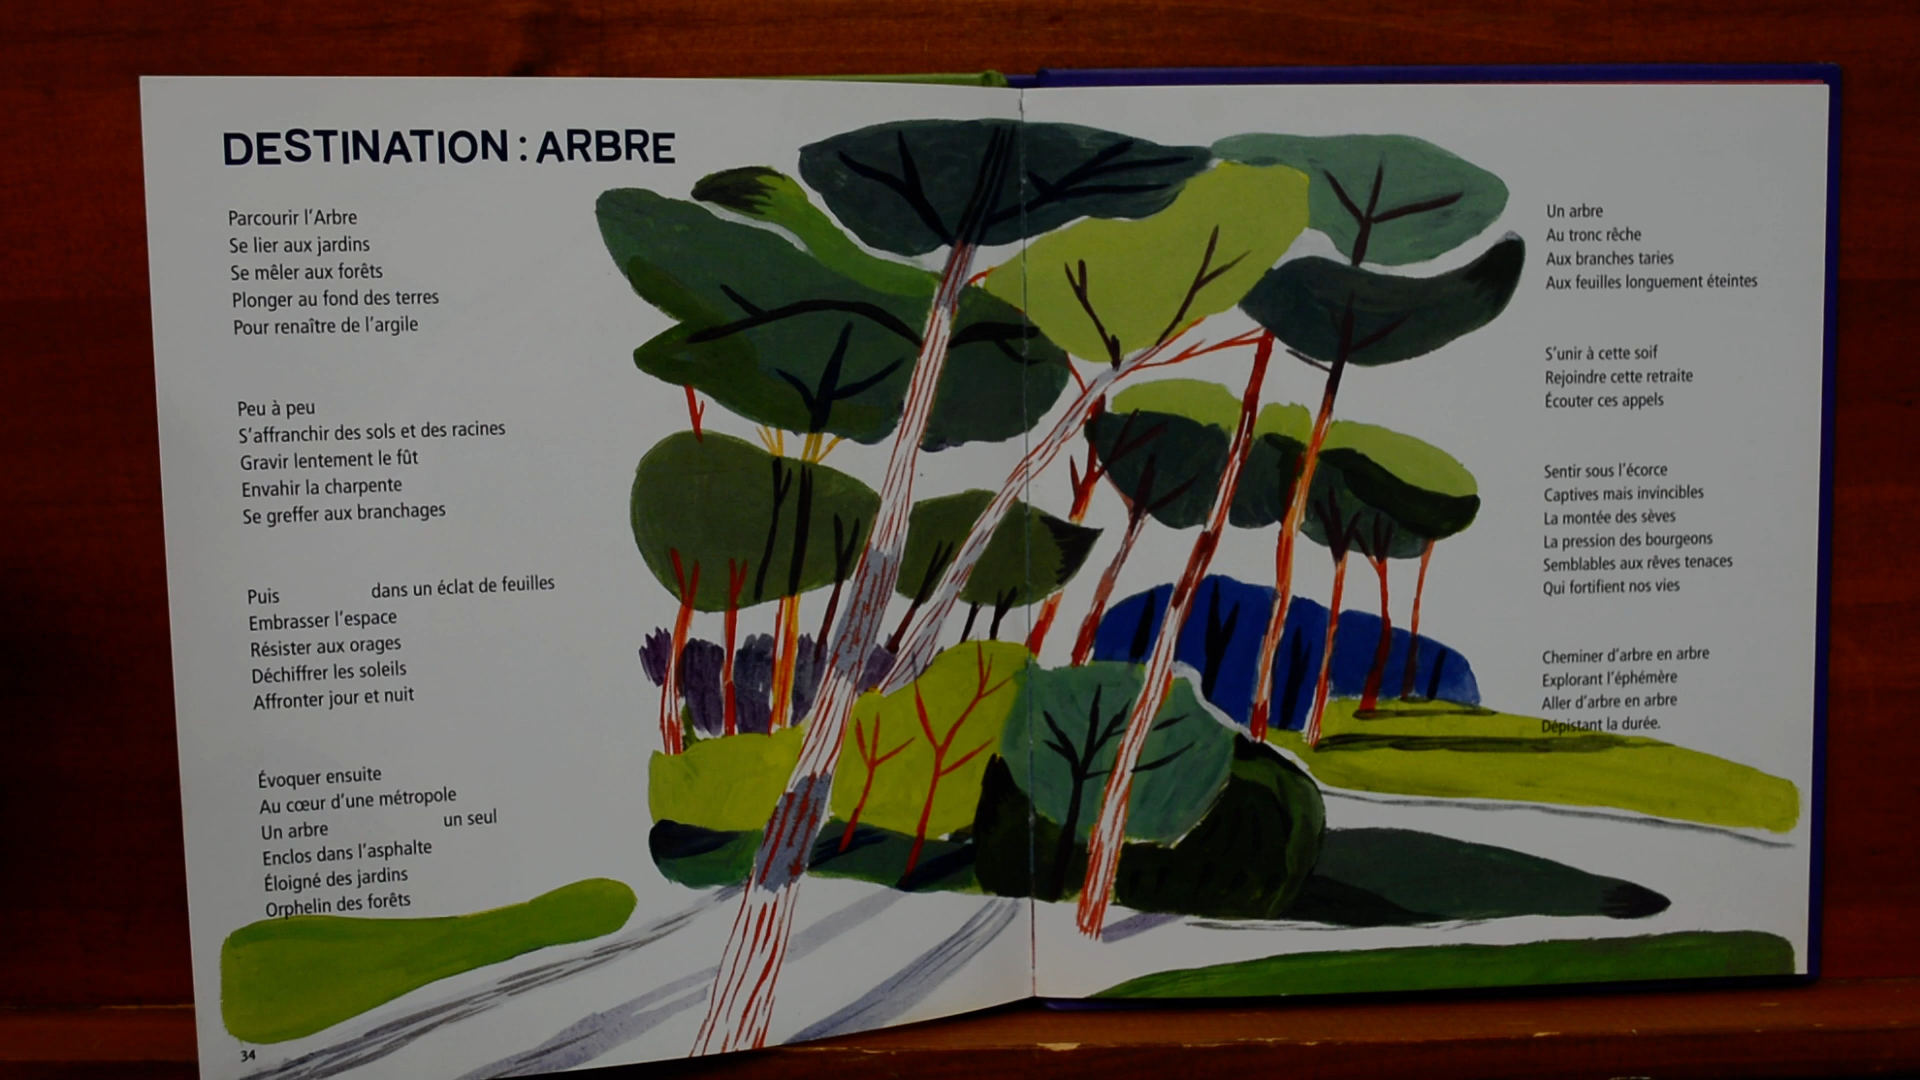 DESTINATION : ARBRE
Parcourir l'Arbre
Se lier aux jardins
Se mêler aux forêts
Plonger au fond des terres
Pour renaître de l'argile
Peu à peu
S'affranchir des sols et des racines
Gravir lentement le fût
Envahir la charpente
Se greffer aux branchages
Puis dans un éclat de feuilles
Embrasser l'espace
Résister aux orages
Déchiffrer les soleils
Affronter jour et nuit
Évoquer ensuite
Au cœur d'une métropole
Un arbre un seul
Enclos dans l'asphalte
Éloigné des jardins
Orphelin des forêts
34
Un arbre
Au tronc rêche
Aux branches taries
Aux feuilles longuement éteintes
S'unir à cette soif
Rejoindre cette retraite
Écouter ces appels
Sentir sous l'écorce
Captives mais invincibles
La montée des sèves
La pression des bourgeons
Semblables aux rêves tenaces
Qui fortifient nos vies
Cheminer d'arbre en arbre
Explorant l'éphémère
Aller d'arbre en arbre
Dépistant la durée.